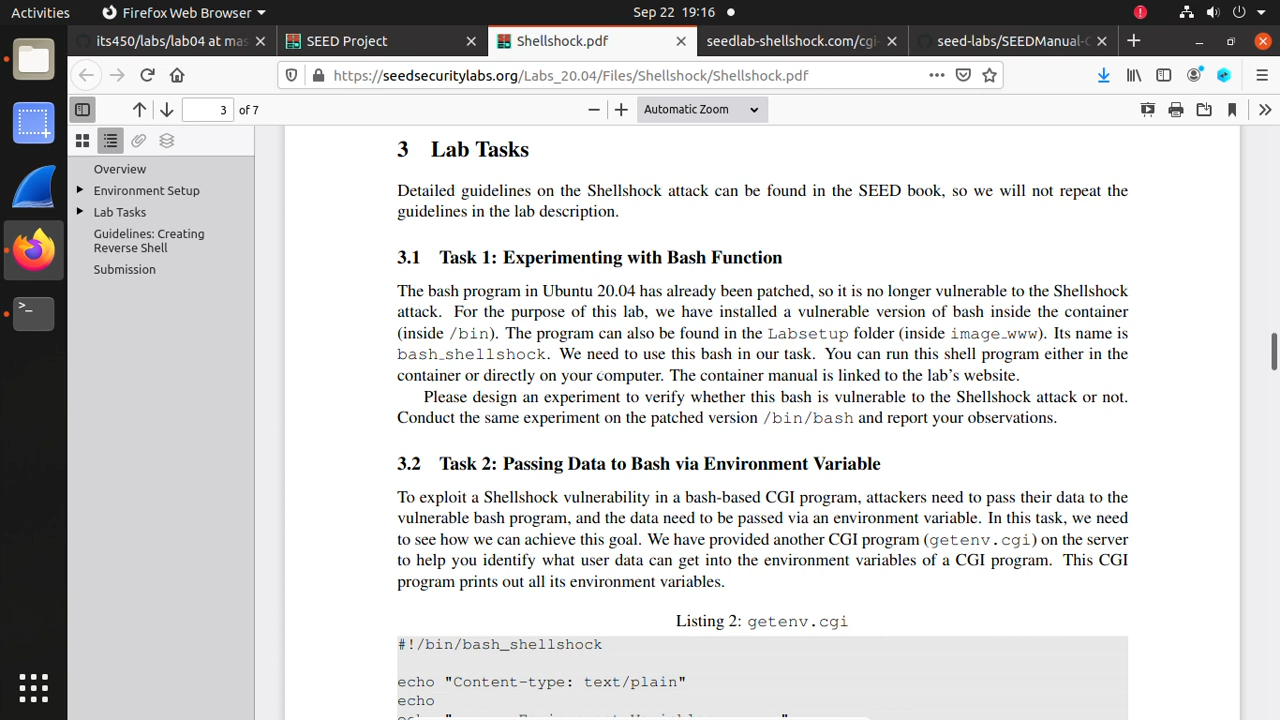 Activities
Firefox Web Browser
Sep 22 19:16
its450/labs/lab04 at mas
SEED Project
Shellshock.pdf
seedlab-shellshock.com/cgi-
seed-labs/SEEDManual-C
https://seedsecuritylabs.org/Labs_20.04/Files/Shellshock/Shellshock.pdf
3 of 7
Automatic Zoom
Overview
Environment Setup
Lab Tasks
Guidelines: Creating
Reverse Shell
Submission
3 Lab Tasks
Detailed guidelines on the Shellshock attack can be found in the SEED book, so we will not repeat the
guidelines in the lab description.
3.1 Task 1: Experimenting with Bash Function
The bash program in Ubuntu 20.04 has already been patched, so it is no longer vulnerable to the Shellshock
attack. For the purpose of this lab, we have installed a vulnerable version of bash inside the container
(inside /bin). The program can also be found in the Labsetup folder (inside image_www). Its name is
bash_shellshock. We need to use this bash in our task. You can run this shell program either in the
container or directly on your computer. The container manual is linked to the lab's website.
Please design an experiment to verify whether this bash is vulnerable to the Shellshock attack or not.
Conduct the same experiment on the patched version /bin/bash and report your observations.
3.2 Task 2: Passing Data to Bash via Environment Variable
To exploit a Shellshock vulnerability in a bash-based CGI program, attackers need to pass their data to the
vulnerable bash program, and the data need to be passed via an environment variable. In this task, we need
to see how we can achieve this goal. We have provided another CGI program (getenv.cgi) on the server
to help you identify what user data can get into the environment variables of a CGI program. This CGI
program prints out all its environment variables.
Listing 2: getenv.cgi
#!/bin/bash_shellshock
echo "Content-type: text/plain"
echo